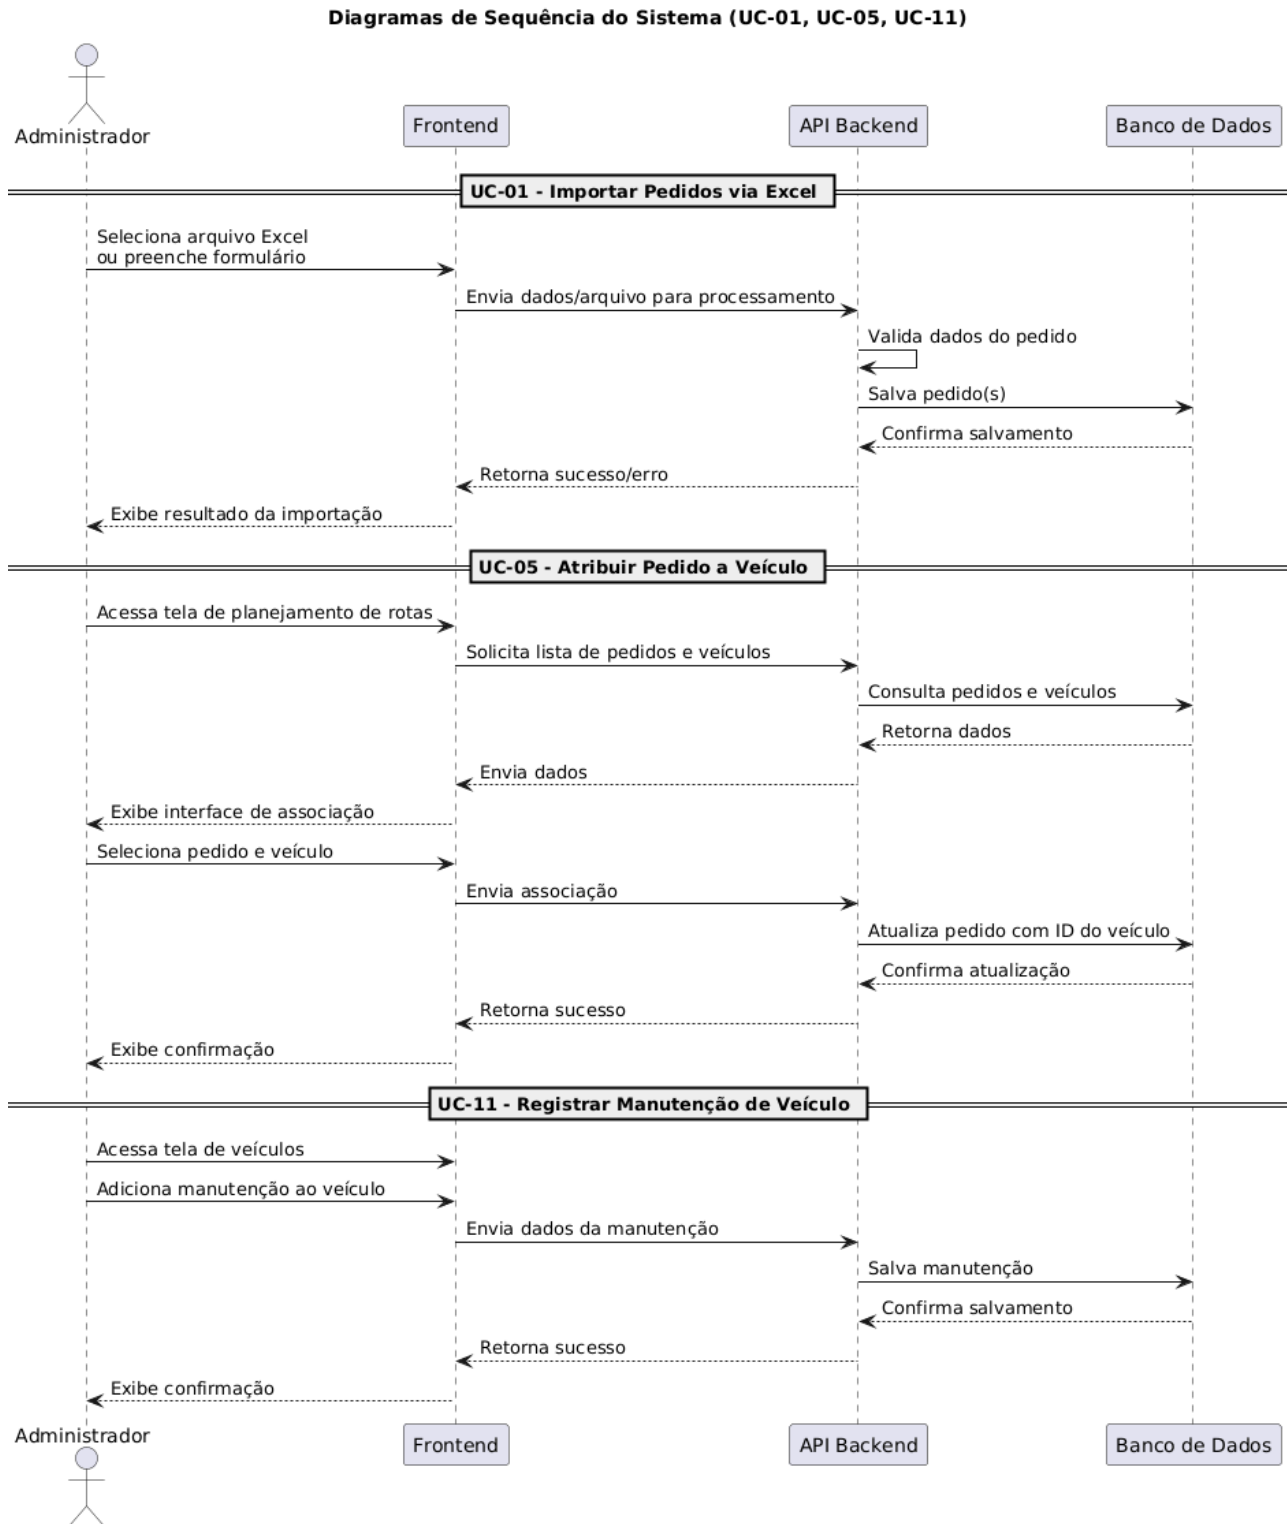 Diagramas de Sequência do Sistema (UC-01, UC-05, UC-11)
Administrador
Frontend
API Backend
Banco de Dados
UC-01 - Importar Pedidos via Excel
Seleciona arquivo Excel
ou preenche formulário
Envia dados/arquivo para processamento
Valida dados do pedido
Salva pedido(s)
Confirma salvamento
Retorna sucesso/erro
Exibe resultado da importação
UC-05 - Atribuir Pedido a Veículo
Acessa tela de planejamento de rotas
Solicita lista de pedidos e veículos
Consulta pedidos e veículos
Retorna dados
Envia dados
Exibe interface de associação
Seleciona pedido e veículo
Envia associação
Atualiza pedido com ID do veículo
Confirma atualização
Retorna sucesso
Exibe confirmação
UC-11 - Registrar Manutenção de Veículo
Acessa tela de veículos
Adiciona manutenção ao veículo
Envia dados da manutenção
Salva manutenção
Confirma salvamento
Retorna sucesso
Exibe confirmação
Administrador
Frontend
API Backend
Banco de Dados